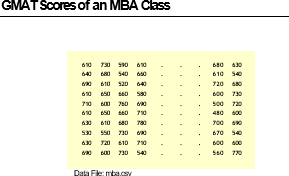 GMAT Scores of an MBA Class
610 730 590 610 . . . 680 630
640 680 540 660 . . . 610 540
690 610 520 640 . . . 720 680
610 650 660 580 . . . 600 730
710 600 760 690 . . . 500 720
610 650 660 710 . . . 480 600
630 610 680 780 . . . 700 690
530 550 730 690 . . . 670 540
630 720 610 710 . . . 600 600
690 600 730 540 . . . 560 770
Data File: mba.csv